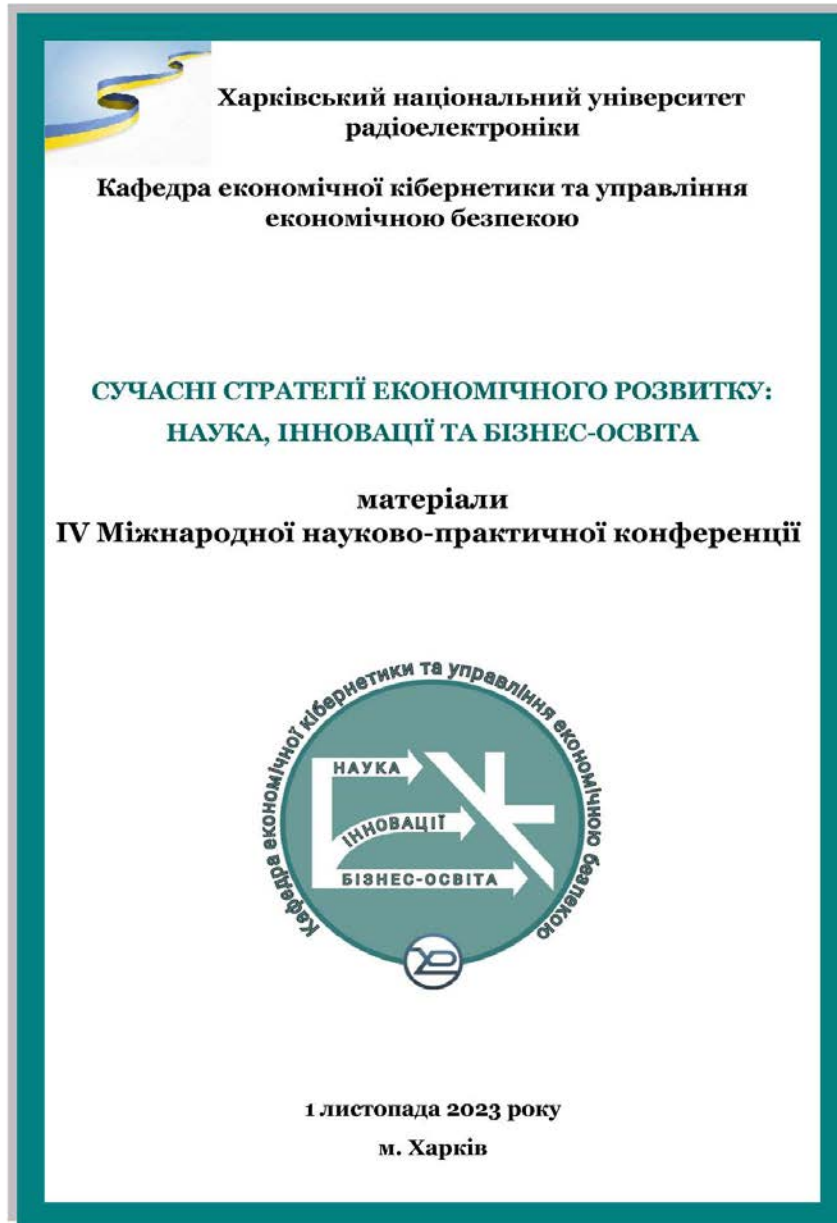 Харківський національний університет
радіоелектроніки
Кафедра економічної кібернетики та управління
економічною безпекою
СУЧАСНІ СТРАТЕГІЇ ЕКОНОМІЧНОГО РОЗВИТКУ:
НАУКА, ІННОВАЦІЇ ТА БІЗНЕС-ОСВІТА
матеріали
IV Міжнародної науково-практичної конференції
Кафедра економічної кібернетики та управління економічною безпекою
НАУКА
ІННОВАЦІЇ
БІЗНЕС-ОСВІТА
1 листопада 2023 року
м. Харків